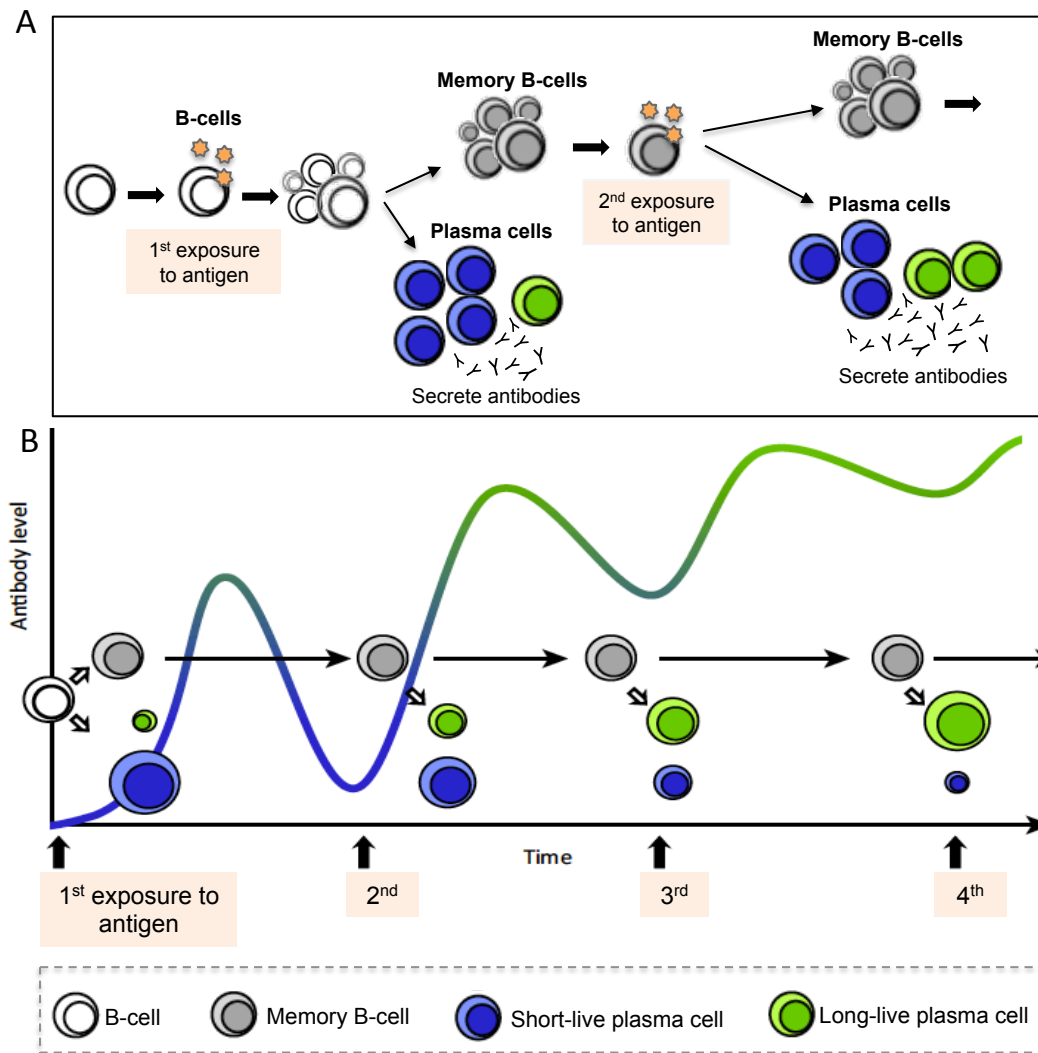 A
B-cells
1st exposure
to antigen
Memory B-cells
Plasma cells
Secrete antibodies
2nd exposure
to antigen
Memory B-cells
Plasma cells
Secrete antibodies
B
Antibody level
Time
1st exposure to
antigen
2nd
3rd
4th
B-cell
Memory B-cell
Short-live plasma cell
Long-live plasma cell